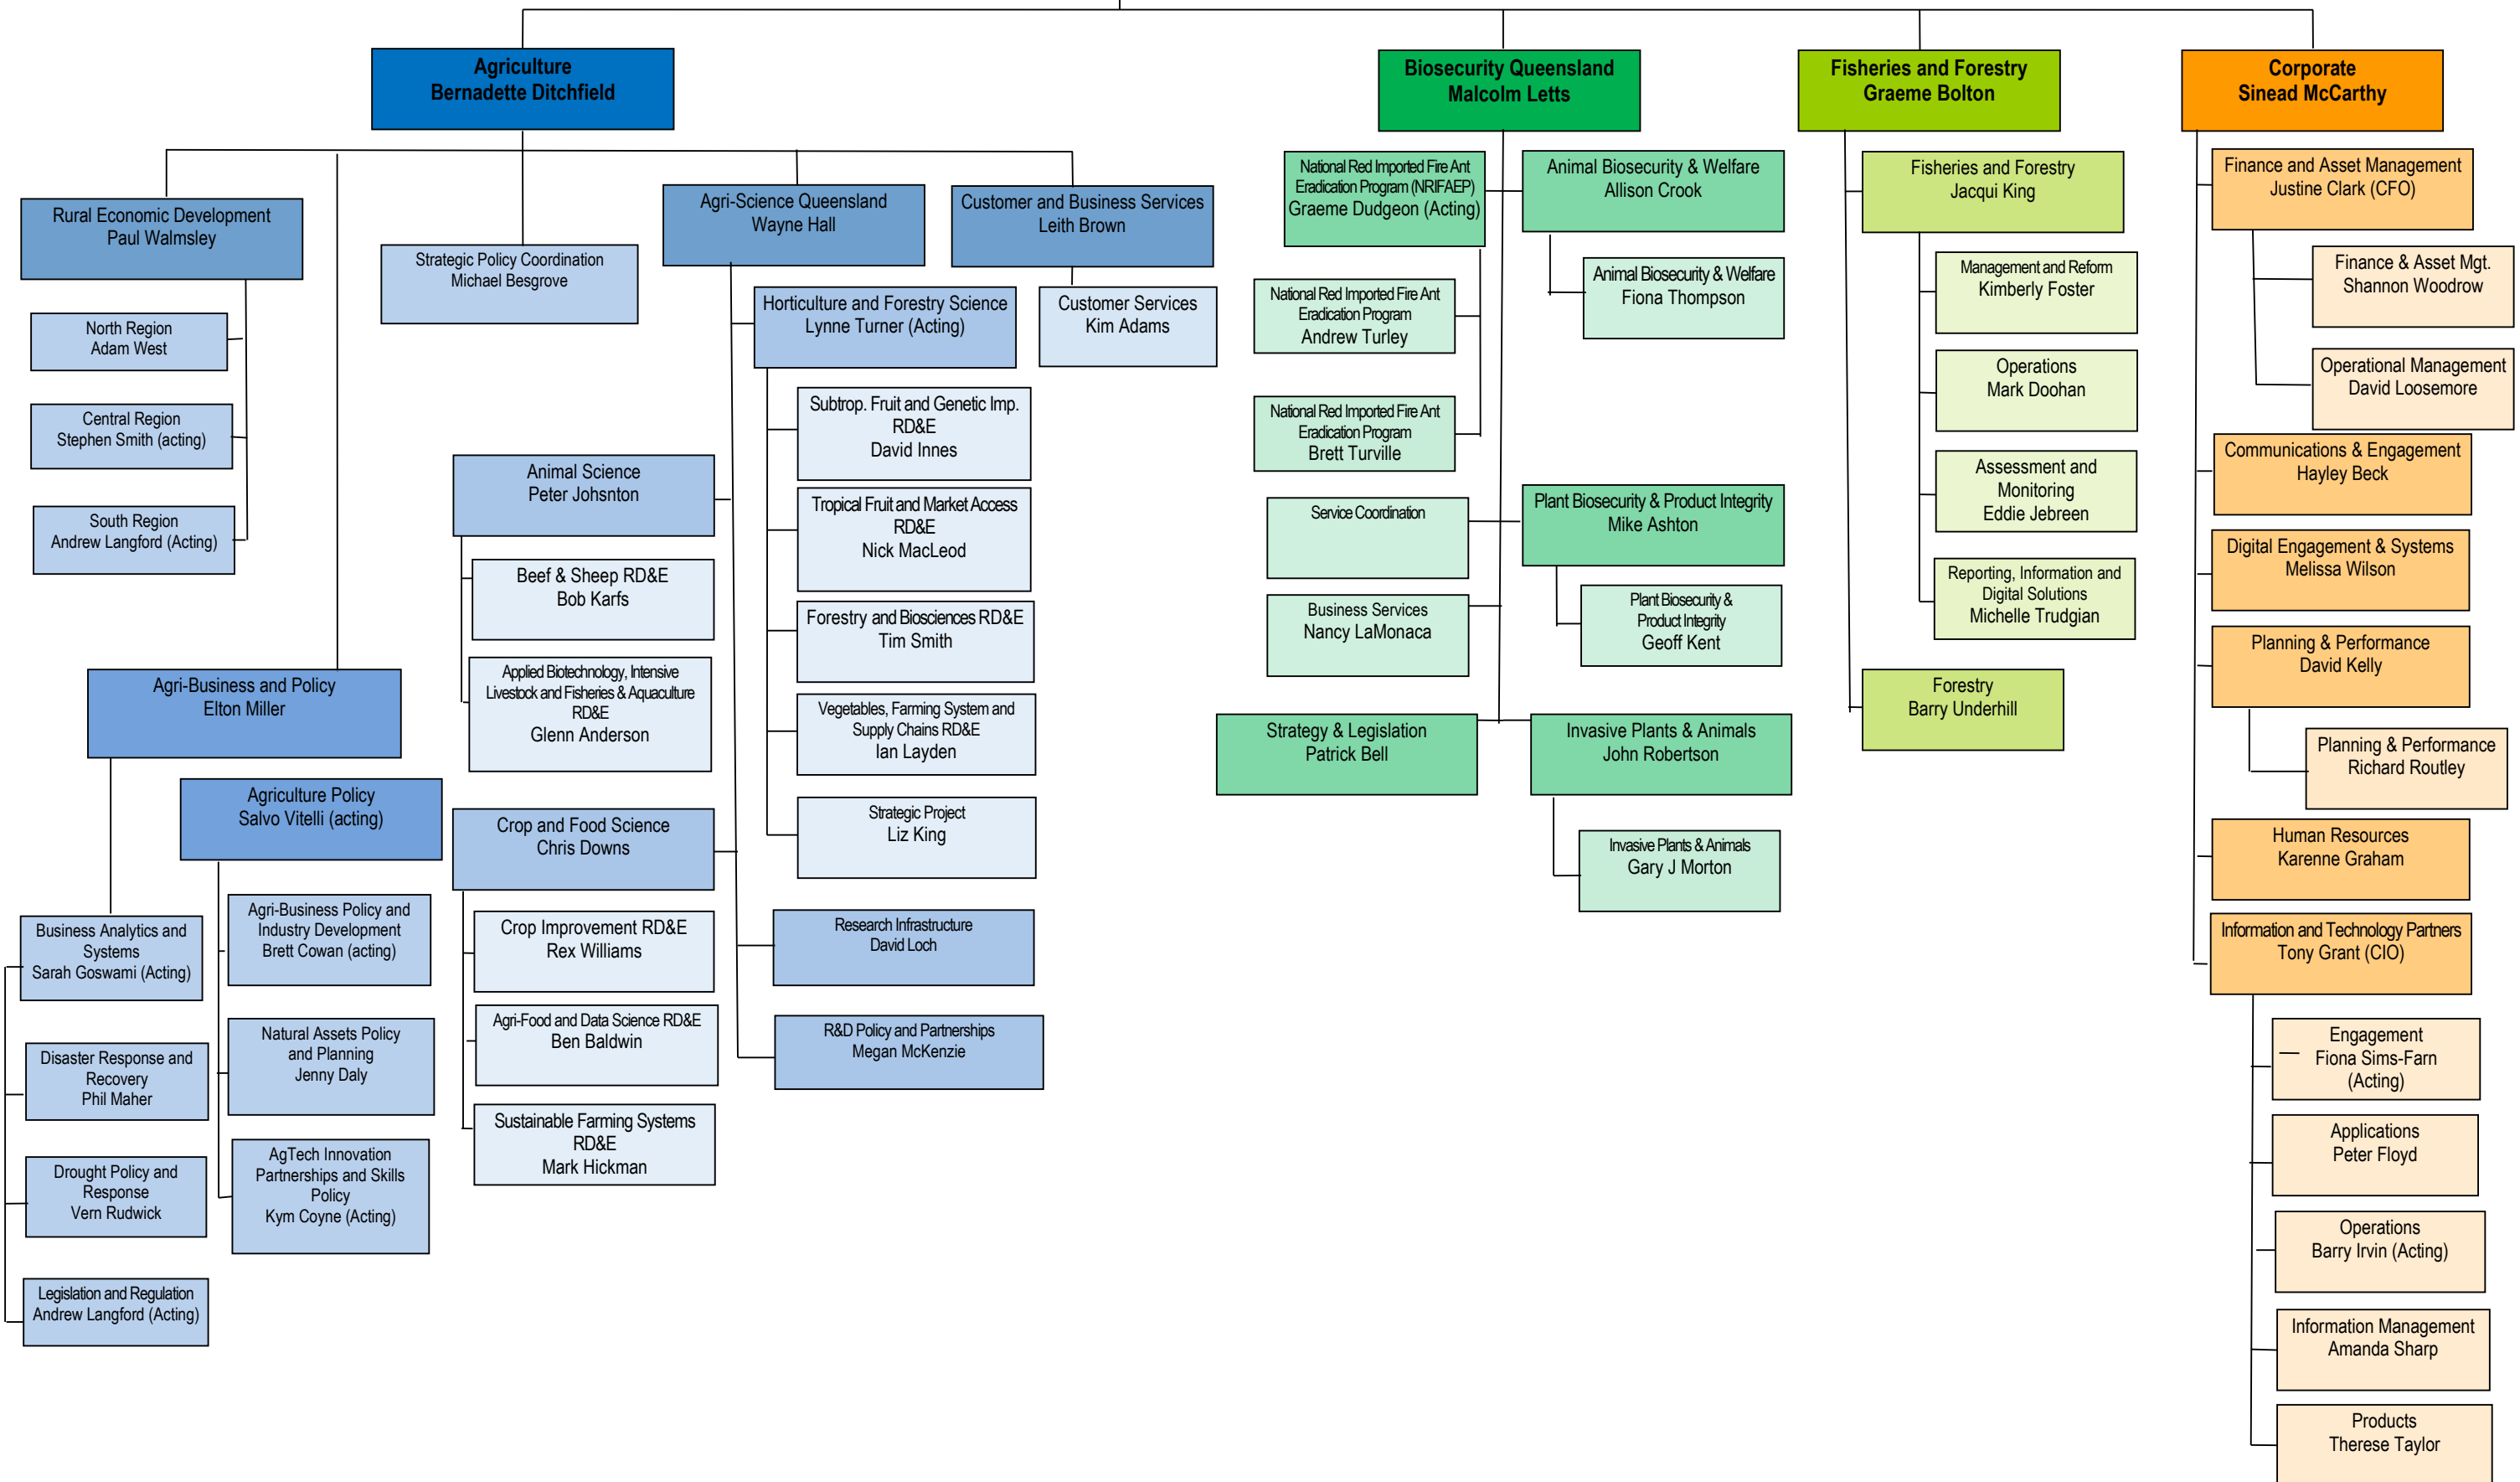 Agriculture
Bernadette Ditchfield
Biosecurity Queensland
Malcolm Letts
Fisheries and Forestry
Graeme Bolton
Corporate
Sinead McCarthy
Rural Economic Development
Paul Walmsley
North Region
Adam West
Central Region
Stephen Smith (acting)
South Region
Andrew Langford (Acting)
Agri-Business and Policy
Elton Miller
Business Analytics and
Systems
Sarah Goswami (Acting)
Disaster Response and
Recovery
Phil Maher
Drought Policy and
Response
Vern Rudwick
Legislation and Regulation
Andrew Langford (Acting)
Agriculture Policy
Salvo Vitelli (acting)
Agri-Business Policy and
Industry Development
Brett Cowan (acting)
Natural Assets Policy
and Planning
Jenny Daly
AgTech Innovation
Partnerships and Skills
Policy
Kym Coyne (Acting)
Strategic Policy Coordination
Michael Besgrove
Agri-Science Queensland
Wayne Hall
Animal Science
Peter Johsnton
Beef & Sheep RD&E
Bob Karfs
Applied Biotechnology, Intensive
Livestock and Fisheries & Aquaculture
RD&E
Glenn Anderson
Crop and Food Science
Chris Downs
Crop Improvement RD&E
Rex Williams
Agri-Food and Data Science RD&E
Ben Baldwin
Sustainable Farming Systems
RD&E
Mark Hickman
Horticulture and Forestry Science
Lynne Turner (Acting)
Subtrop. Fruit and Genetic Imp.
RD&E
David Innes
Tropical Fruit and Market Access
RD&E
Nick MacLeod
Forestry and Biosciences RD&E
Tim Smith
Vegetables, Farming System and
Supply Chains RD&E
Ian Layden
Strategic Project
Liz King
Research Infrastructure
David Loch
R&D Policy and Partnerships
Megan McKenzie
Customer and Business Services
Leith Brown
Customer Services
Kim Adams
National Red Imported Fire Ant
Eradication Program (NRIFAEP)
Graeme Dudgeon (Acting)
National Red Imported Fire Ant
Eradication Program
Andrew Turley
National Red Imported Fire Ant
Eradication Program
Brett Turville
Animal Biosecurity & Welfare
Allison Crook
Animal Biosecurity & Welfare
Fiona Thompson
Service Coordination
Business Services
Nancy LaMonaca
Plant Biosecurity & Product Integrity
Mike Ashton
Plant Biosecurity &
Product Integrity
Geoff Kent
Strategy & Legislation
Patrick Bell
Invasive Plants & Animals
John Robertson
Invasive Plants & Animals
Gary J Morton
Fisheries and Forestry
Jacqui King
Management and Reform
Kimberly Foster
Operations
Mark Doohan
Assessment and
Monitoring
Eddie Jebreen
Reporting, Information and
Digital Solutions
Michelle Trudgian
Forestry
Barry Underhill
Finance and Asset Management
Justine Clark (CFO)
Finance & Asset Mgt.
Shannon Woodrow
Operational Management
David Loosemore
Communications & Engagement
Hayley Beck
Digital Engagement & Systems
Melissa Wilson
Planning & Performance
David Kelly
Planning & Performance
Richard Routley
Human Resources
Karenne Graham
Information and Technology Partners
Tony Grant (CIO)
Engagement
Fiona Sims-Farn
(Acting)
Applications
Peter Floyd
Operations
Barry Irvin (Acting)
Information Management
Amanda Sharp
Products
Therese Taylor